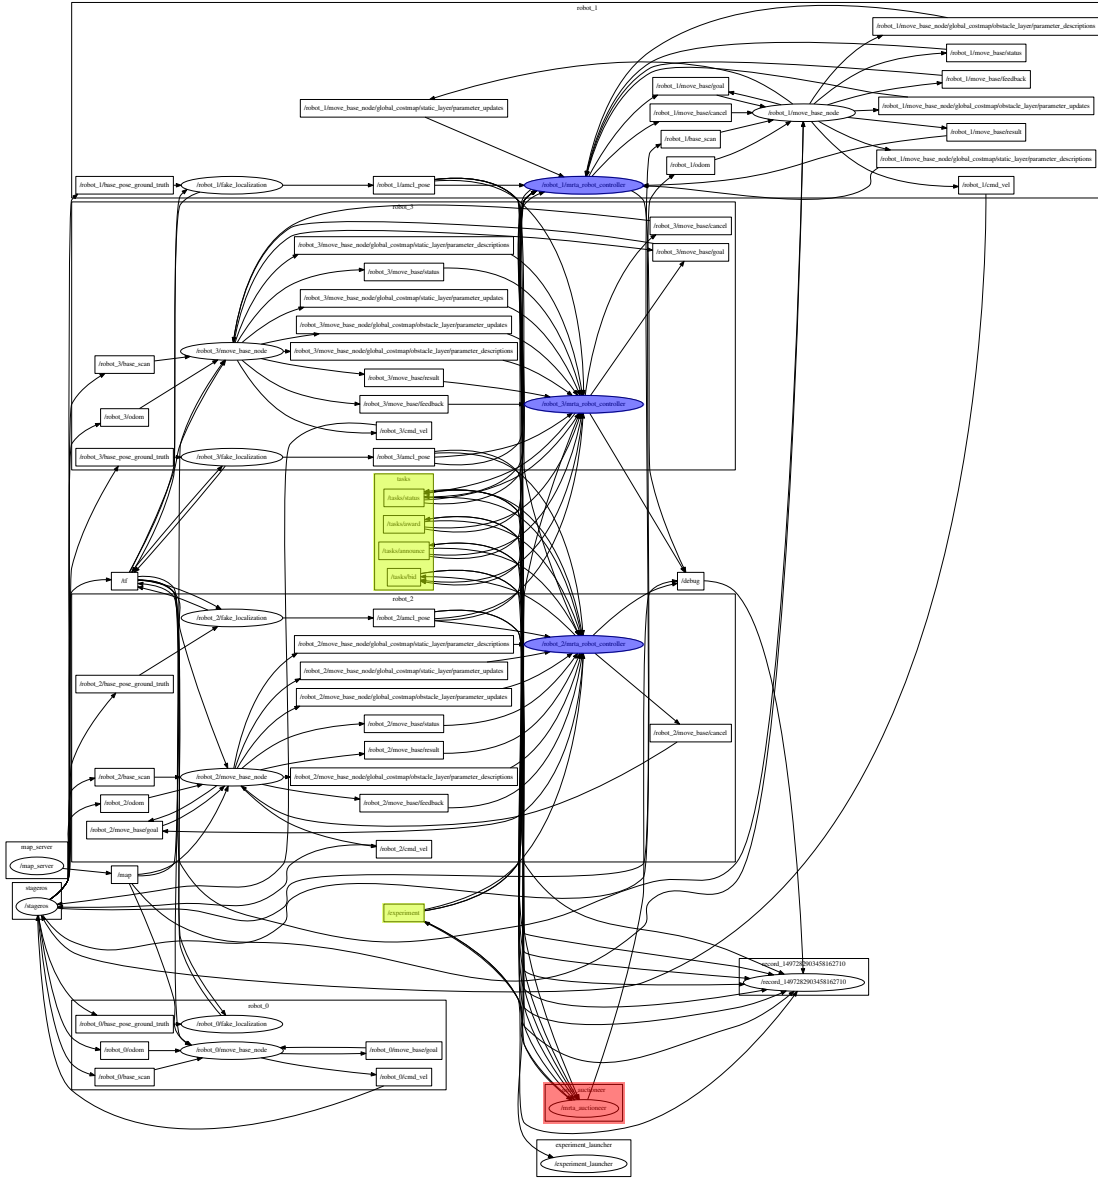 robot_1
/robot_1/move_base_node/global_costmap/obstacle_layer/parameter_descriptions
/robot_1/move_base/status
/robot_1/move_base/feedback
/robot_1/move_base/goal
/robot_1/move_base_node/global_costmap/static_layer/parameter_updates
/robot_1/move_base_node/global_costmap/obstacle_layer/parameter_updates
/robot_1/move_base/cancel
/robot_1/move_base_node
/robot_1/move_base/result
/robot_1/base_scan
/robot_1/move_base_node/global_costmap/static_layer/parameter_descriptions
/robot_1/odom
/robot_1/base_pose_ground_truth
/robot_1/fake_localization
/robot_1/amcl_pose
/robot_1/mrta_robot_controller
/robot_1/cmd_vel
robot_3
/robot_3/move_base/cancel
/robot_3/move_base_node/global_costmap/static_layer/parameter_descriptions
/robot_3/move_base/goal
/robot_3/move_base/status
/robot_3/move_base_node/global_costmap/static_layer/parameter_updates
/robot_3/move_base_node/global_costmap/obstacle_layer/parameter_updates
/robot_3/move_base_node
/robot_3/move_base_node/global_costmap/obstacle_layer/parameter_descriptions
/robot_3/base_scan
/robot_3/move_base/result
/robot_3/move_base/feedback
/robot_3/mrta_robot_controller
/robot_3/odom
/robot_3/cmd_vel
/robot_3/base_pose_ground_truth
/robot_3/fake_localization
/robot_3/amcl_pose
tasks
/tasks/status
/tasks/award
/tasks/announce
/tasks/bid
/tf
/debug
robot_2
/robot_2/fake_localization
/robot_2/amcl_pose
/robot_2/move_base_node/global_costmap/static_layer/parameter_descriptions
/robot_2/mrta_robot_controller
/robot_2/move_base_node/global_costmap/static_layer/parameter_updates
/robot_2/base_pose_ground_truth
/robot_2/move_base_node/global_costmap/obstacle_layer/parameter_updates
/robot_2/move_base/status
/robot_2/move_base/cancel
/robot_2/move_base/result
/robot_2/base_scan
/robot_2/move_base_node
/robot_2/move_base_node/global_costmap/obstacle_layer/parameter_descriptions
/robot_2/odom
/robot_2/move_base/feedback
/robot_2/move_base/goal
/robot_2/cmd_vel
map_server
/map_server
/map
stageros
/stageros
/experiment
record_1497282903458162710
/record_1497282903458162710
robot_0
/robot_0/base_pose_ground_truth
/robot_0/fake_localization
/robot_0/odom
/robot_0/move_base_node
/robot_0/move_base/goal
/robot_0/base_scan
/robot_0/cmd_vel
mrta_auctioneer
/mrta_auctioneer
experiment_launcher
/experiment_launcher